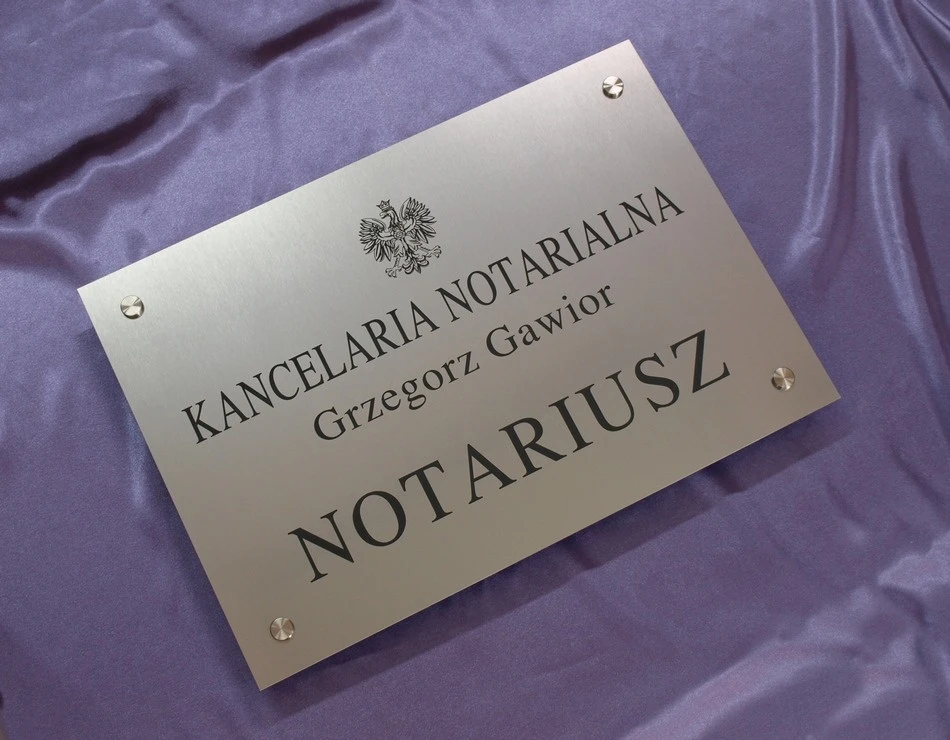 KANCELARIA NOTARIALNA
Grzegorz Gawior
NOTARIUSZ